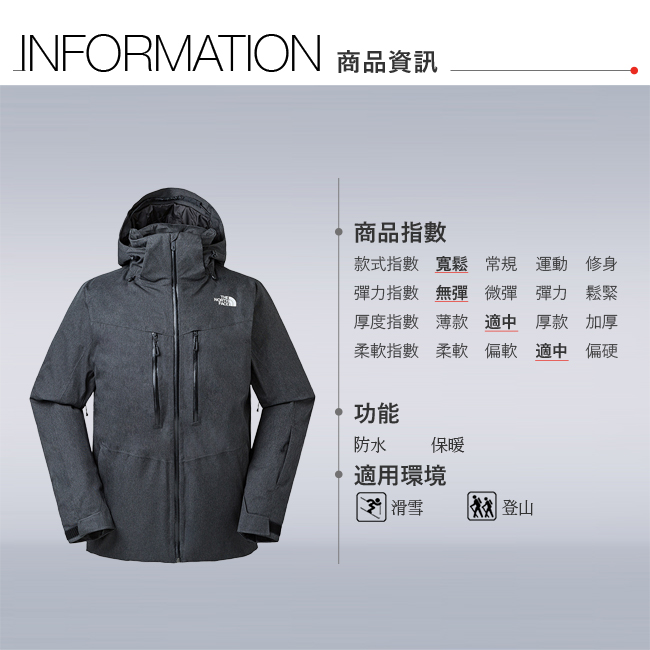 INFORMATION 商品資訊
THE
NORTH
FACE
商品指數
款式指數 寬鬆 常規 運動 修身
彈力指數 無彈 微彈 彈力 鬆緊
厚度指數 薄款 適中 厚款 加厚
柔軟指數 柔軟 偏軟 適中 偏硬
功能
防水 保暖
適用環境
滑雪 登山